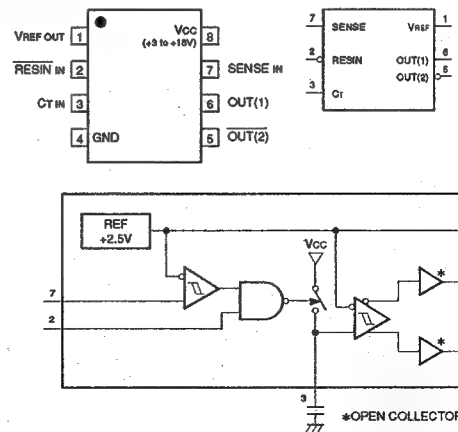 VREF OUT 1
RESIN IN 2
CT IN 3
4 GND
VCC 8
(+3 to +18V)
7 SENSE IN
6 OUT(1)
5 OUT(2)
7 SENSE VREF 1
2 RESIN OUT(1) 6
OUT(2) 5
3 CT
REF
+2.5V
VCC
7
2
*
*
3
*OPEN COLLECTOR